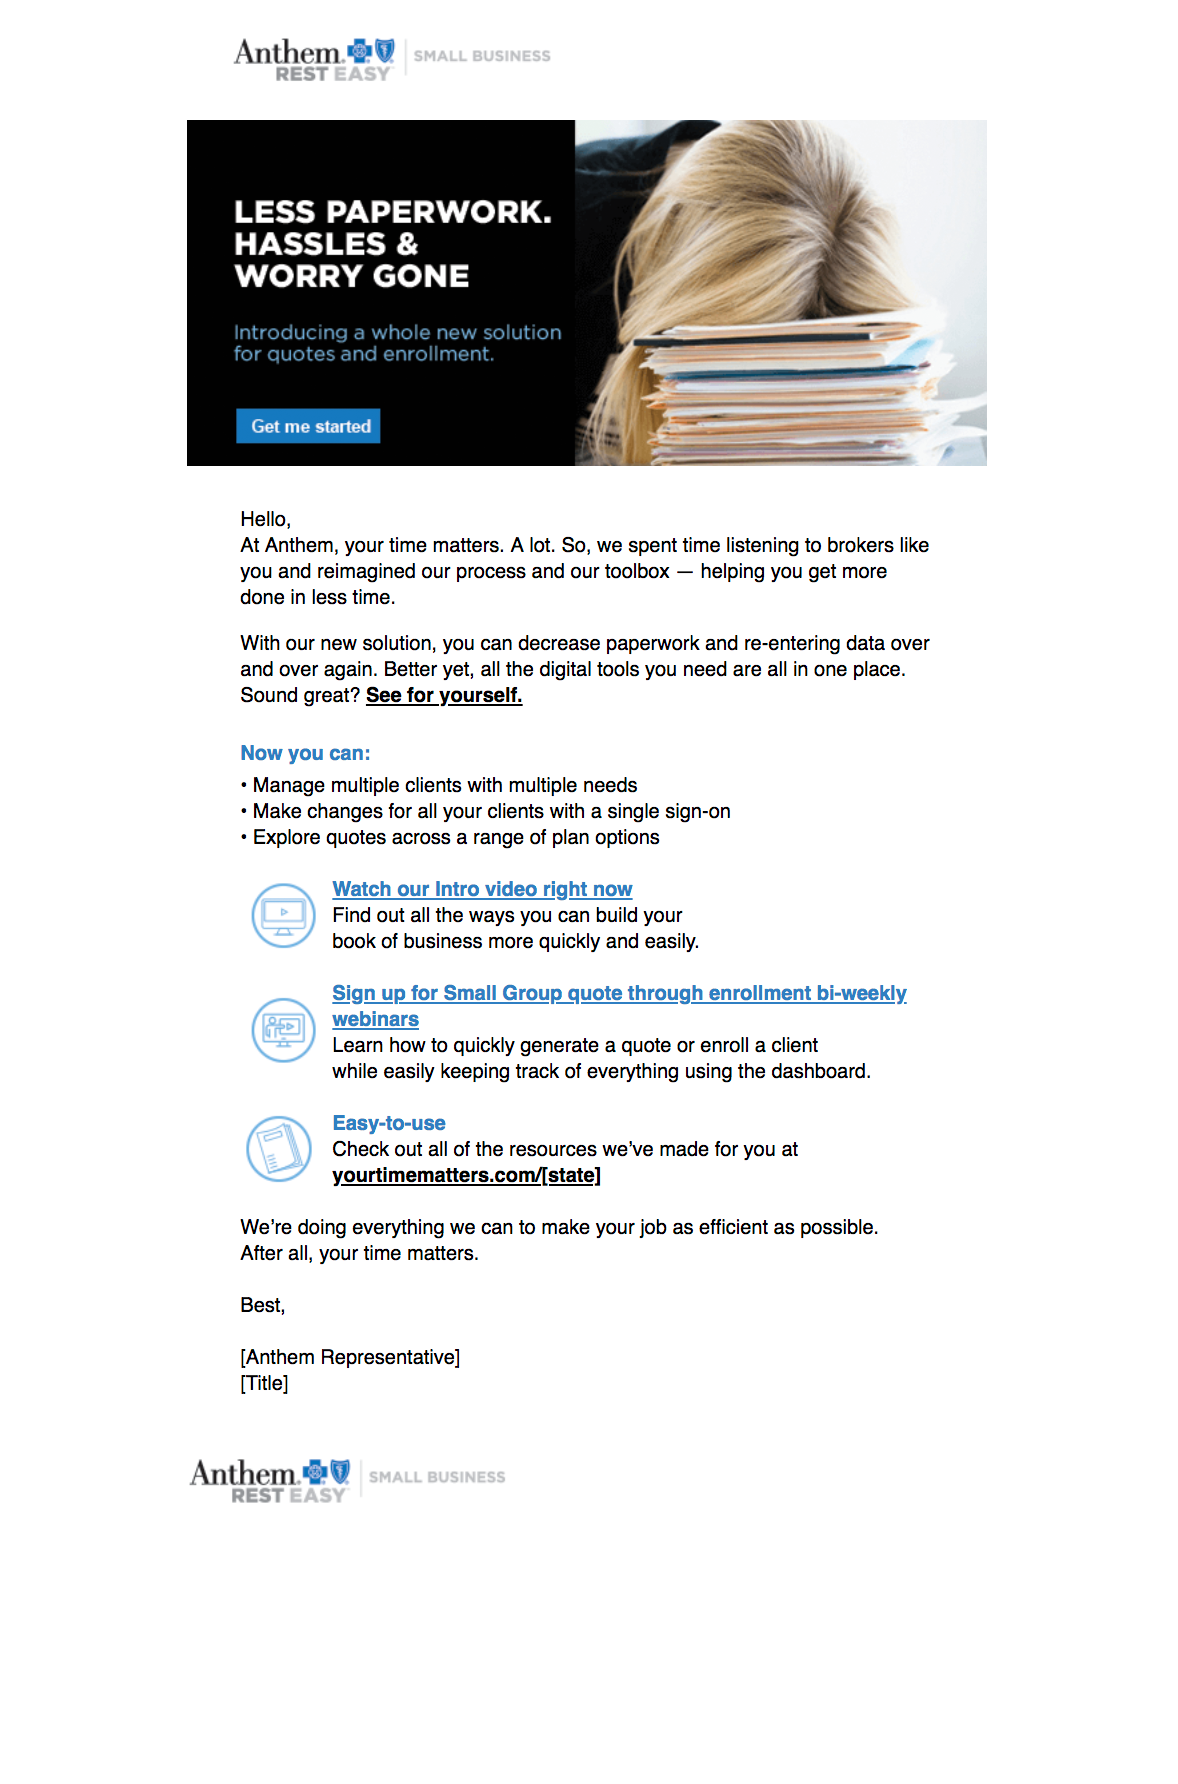 Anthem. SMALL BUSINESS
REST EASY
LESS PAPERWORK.
HASSLES &
WORRY GONE
Introducing a whole new solution
for quotes and enrollment.
Get me started
Hello,
At Anthem, your time matters. A lot. So, we spent time listening to brokers like
you and reimagined our process and our toolbox — helping you get more
done in less time.
With our new solution, you can decrease paperwork and re-entering data over
and over again. Better yet, all the digital tools you need are all in one place.
Sound great? See for yourself.
Now you can:
• Manage multiple clients with multiple needs
• Make changes for all your clients with a single sign-on
• Explore quotes across a range of plan options
Watch our Intro video right now
Find out all the ways you can build your
book of business more quickly and easily.
Sign up for Small Group quote through enrollment bi-weekly
webinars
Learn how to quickly generate a quote or enroll a client
while easily keeping track of everything using the dashboard.
Easy-to-use
Check out all of the resources we’ve made for you at
yourtimematters.com/[state]
We’re doing everything we can to make your job as efficient as possible.
After all, your time matters.
Best,
[Anthem Representative]
[Title]
Anthem. SMALL BUSINESS
REST EASY